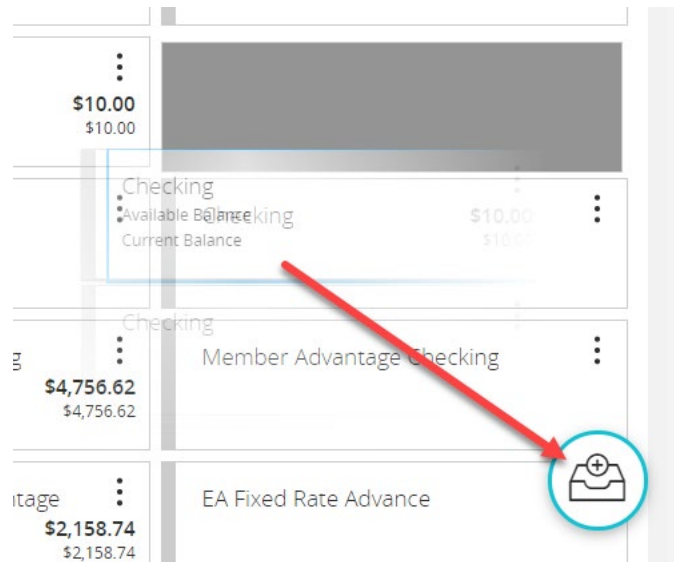 $10.00
$10.00
Checking
Available Balance
Checking
$10.00
Current Balance
$10.00
Checking
Member Advantage Checking
$4,756.62
$4,756.62
EA Fixed Rate Advance
$2,158.74
$2,158.74